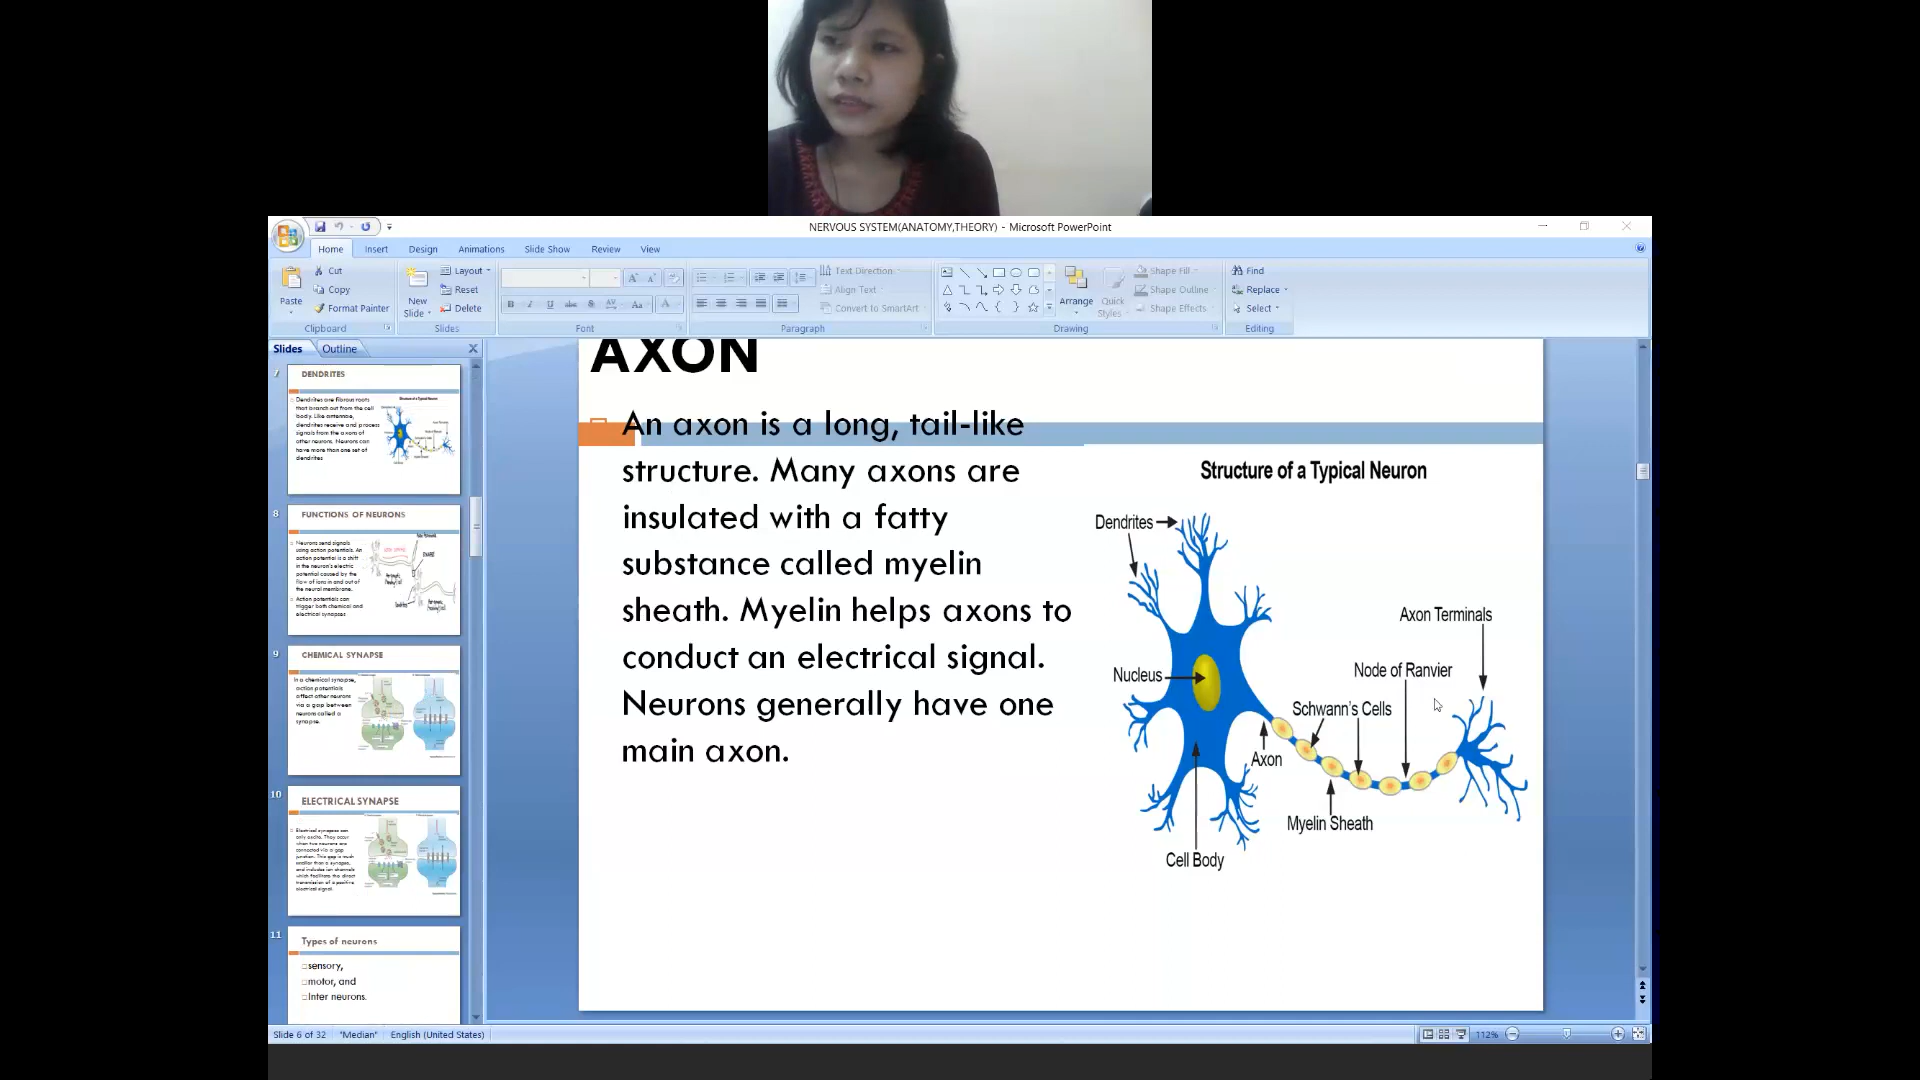 NERVOUS SYSTEM(ANATOMY,THEORY) - Microsoft PowerPoint
Home Insert Design Animations Slide Show Review View
Paste
Cut
Copy
Format Painter
Clipboard
New
Slide
Layout
Reset
Delete
Slides
Font
Text Direction
Align Text
Convert to SmartArt
Paragraph
Arrange
Quick
Styles
Shape Fill
Shape Outline
Shape Effects
Drawing
Find
Replace
Select
Editing
Slides Outline
7
DENDRITES
Dendrites are fibrous roots
that branch out from the cell
body. Like antennae,
dendrites receive and process
signals from the axons of
other neurons. Neurons can
have more than one set of
dendrites
8
FUNCTIONS OF NEURONS
Neurons send signals
using action potentials. An
action potential is a shift
in the neuron's electric
potential caused by the
flow of ions in and out of
the neural membrane.
Action potentials can
trigger both chemical and
electrical synapses
9
CHEMICAL SYNAPSE
In a chemical synapse,
action potentials
affect other neurons
via a gap between
neurons called a
synapse.
10
ELECTRICAL SYNAPSE
Electrical synapses can
only excite. They occur
when two neurons are
connected via a gap
junction. This gap is much
smaller than a synapse,
and includes ion channels
which facilitate the direct
transmission of a positive
electrical signal.
11
Types of neurons
sensory,
motor, and
Inter neurons.
AXON
An axon is a long, tail-like
structure. Many axons are
insulated with a fatty
substance called myelin
sheath. Myelin helps axons to
conduct an electrical signal.
Neurons generally have one
main axon.
Structure of a Typical Neuron
Dendrites
Axon Terminals
Nucleus
Node of Ranvier
Schwann's Cells
Axon
Myelin Sheath
Cell Body
Slide 6 of 32 "Median" English (United States) 112%